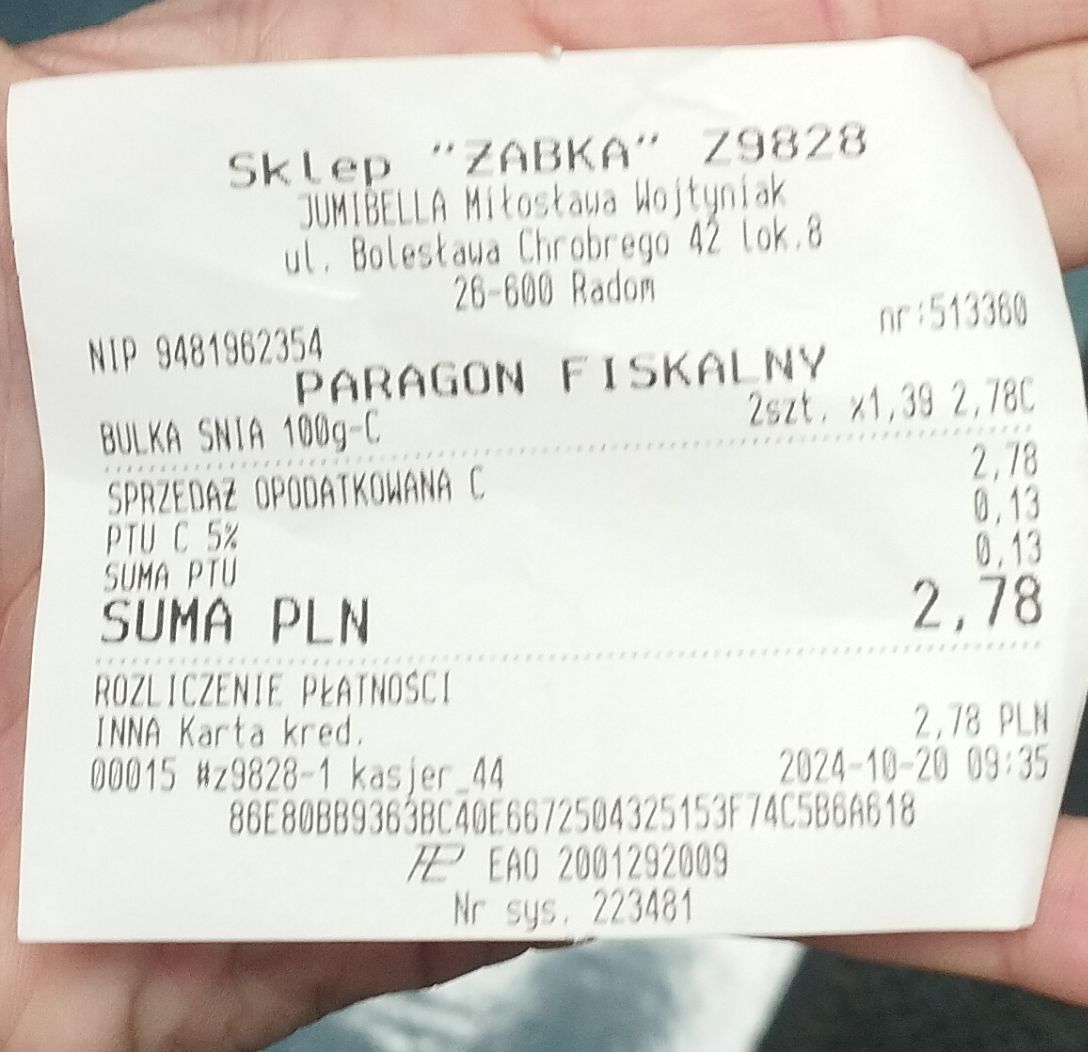 Sklep "ŻABKA" Z9828
JUMIBELLA Miłosława Wojtyniak
ul. Bolesława Chrobrego 42 lok.8
26-600 Radom
NIP 9481962354 nr:513360
PARAGON FISKALNY
BULKA SNIA 100g-C 2szt. x1,39 2,78C
SPRZEDAŻ OPODATKOWANA C 2,78
PTU C 5% 0,13
SUMA PTU 0,13
SUMA PLN 2,78
ROZLICZENIE PŁATNOŚCI
INNA Karta kred. 2,78 PLN
00015 #z9828-1 kasjer_44 2024-10-20 09:35
86E80BB9363BC40E6672504325153F74C5B6A618
EAO 2001292009
Nr sys. 223481